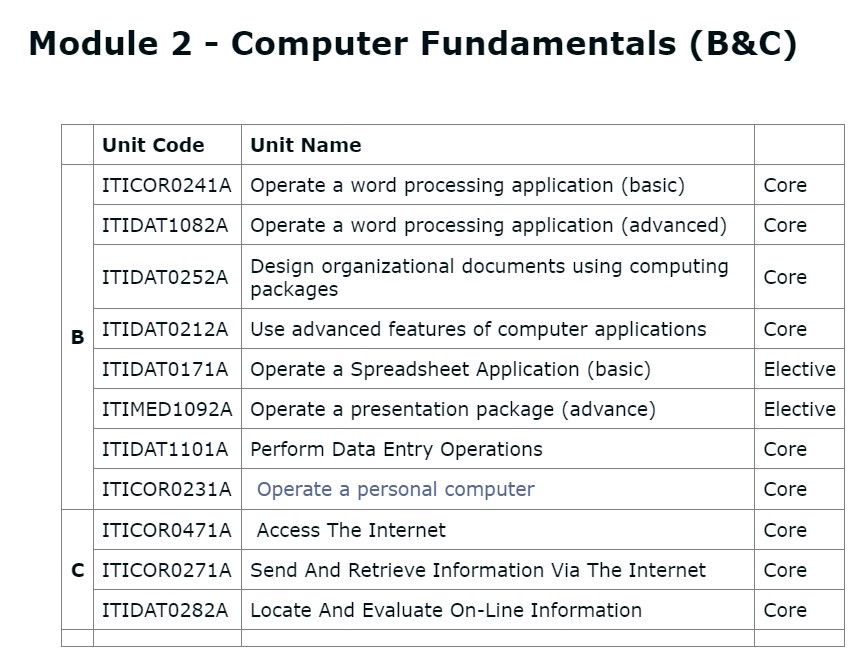 Module 2 - Computer Fundamentals (B&C)
Unit Code Unit Name
ITICOR0241A Operate a word processing application (basic) Core
ITIDAT1082A Operate a word processing application (advanced) Core
ITIDAT0252A Design organizational documents using computing packages Core
B ITIDAT0212A Use advanced features of computer applications Core
ITIDAT0171A Operate a Spreadsheet Application (basic) Elective
ITIMED1092A Operate a presentation package (advance) Elective
ITIDAT1101A Perform Data Entry Operations Core
ITICOR0231A Operate a personal computer Core
ITICOR0471A Access The Internet Core
C ITICOR0271A Send And Retrieve Information Via The Internet Core
ITIDAT0282A Locate And Evaluate On-Line Information Core